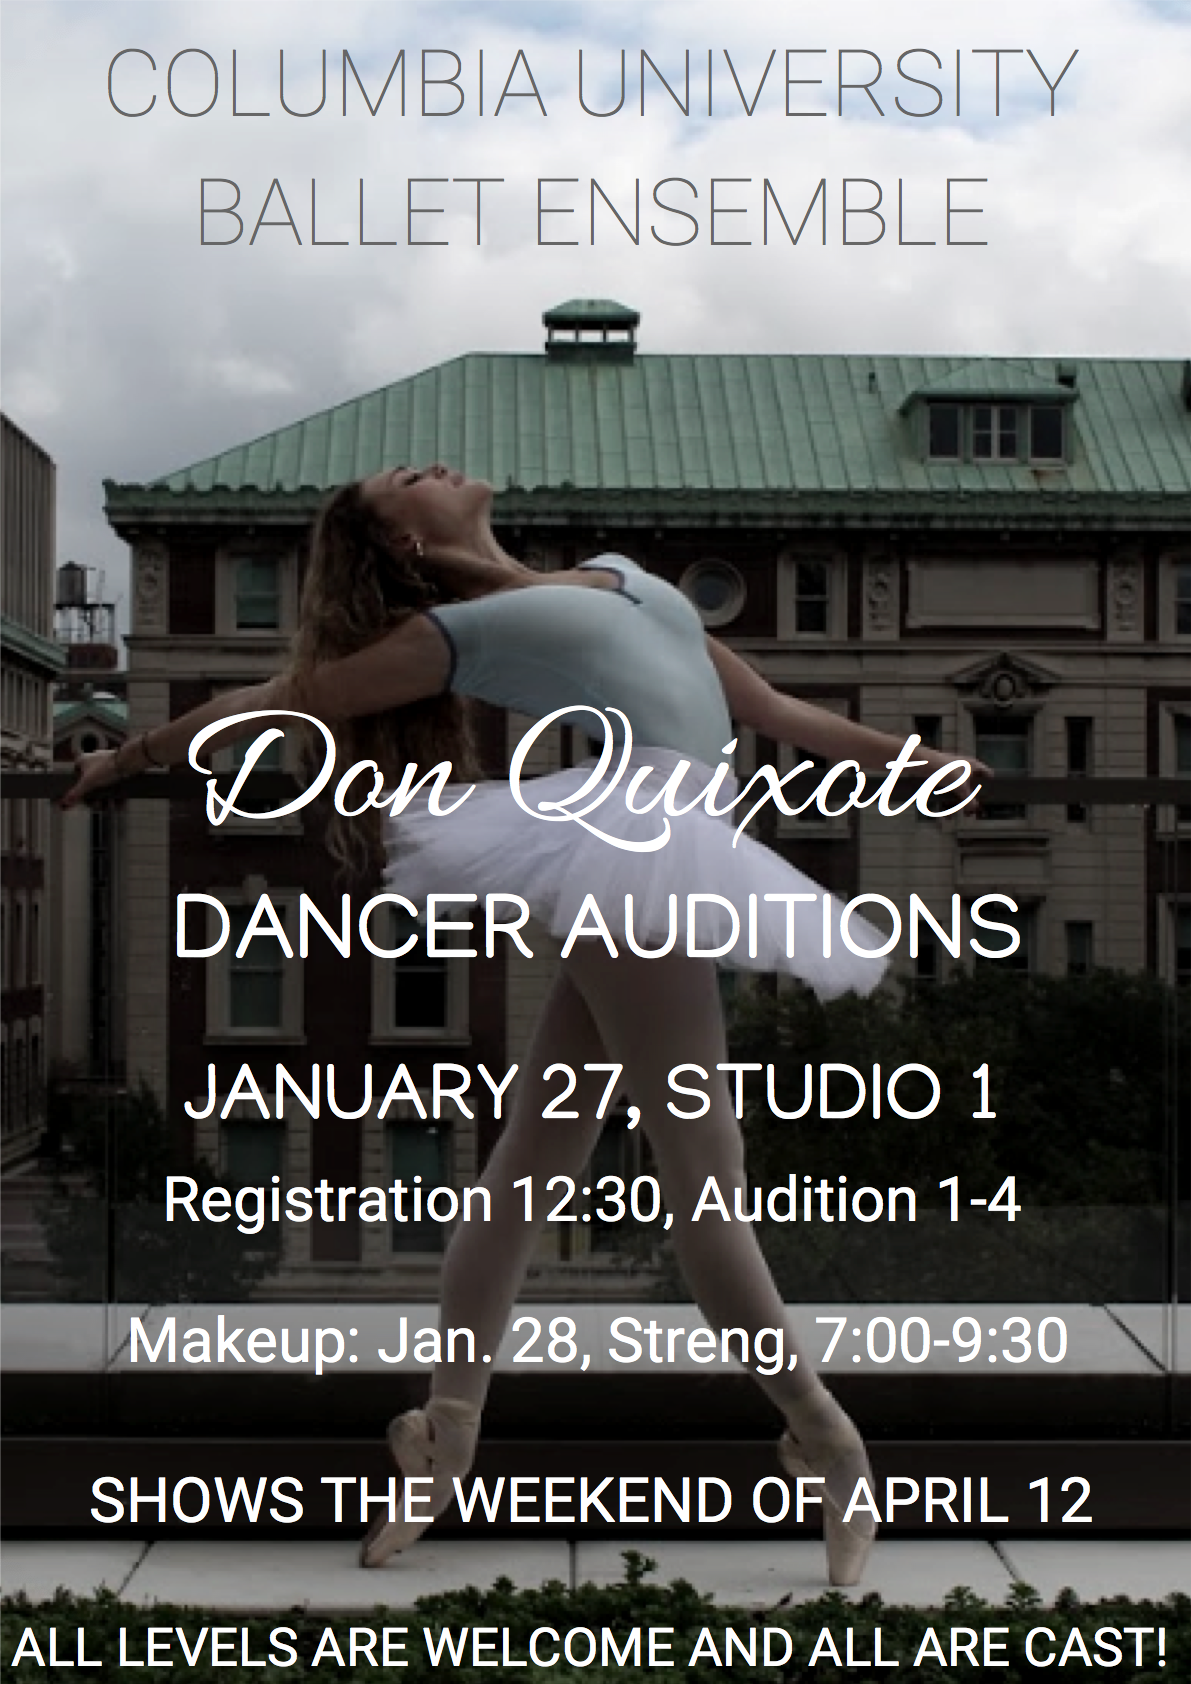 COLUMBIA UNIVERSITY
BALLET ENSEMBLE
Don Quixote
DANCER AUDITIONS
JANUARY 27, STUDIO 1
Registration 12:30, Audition 1-4
Makeup: Jan. 28, Streng, 7:00-9:30
SHOWS THE WEEKEND OF APRIL 12
ALL LEVELS ARE WELCOME AND ALL ARE CAST!